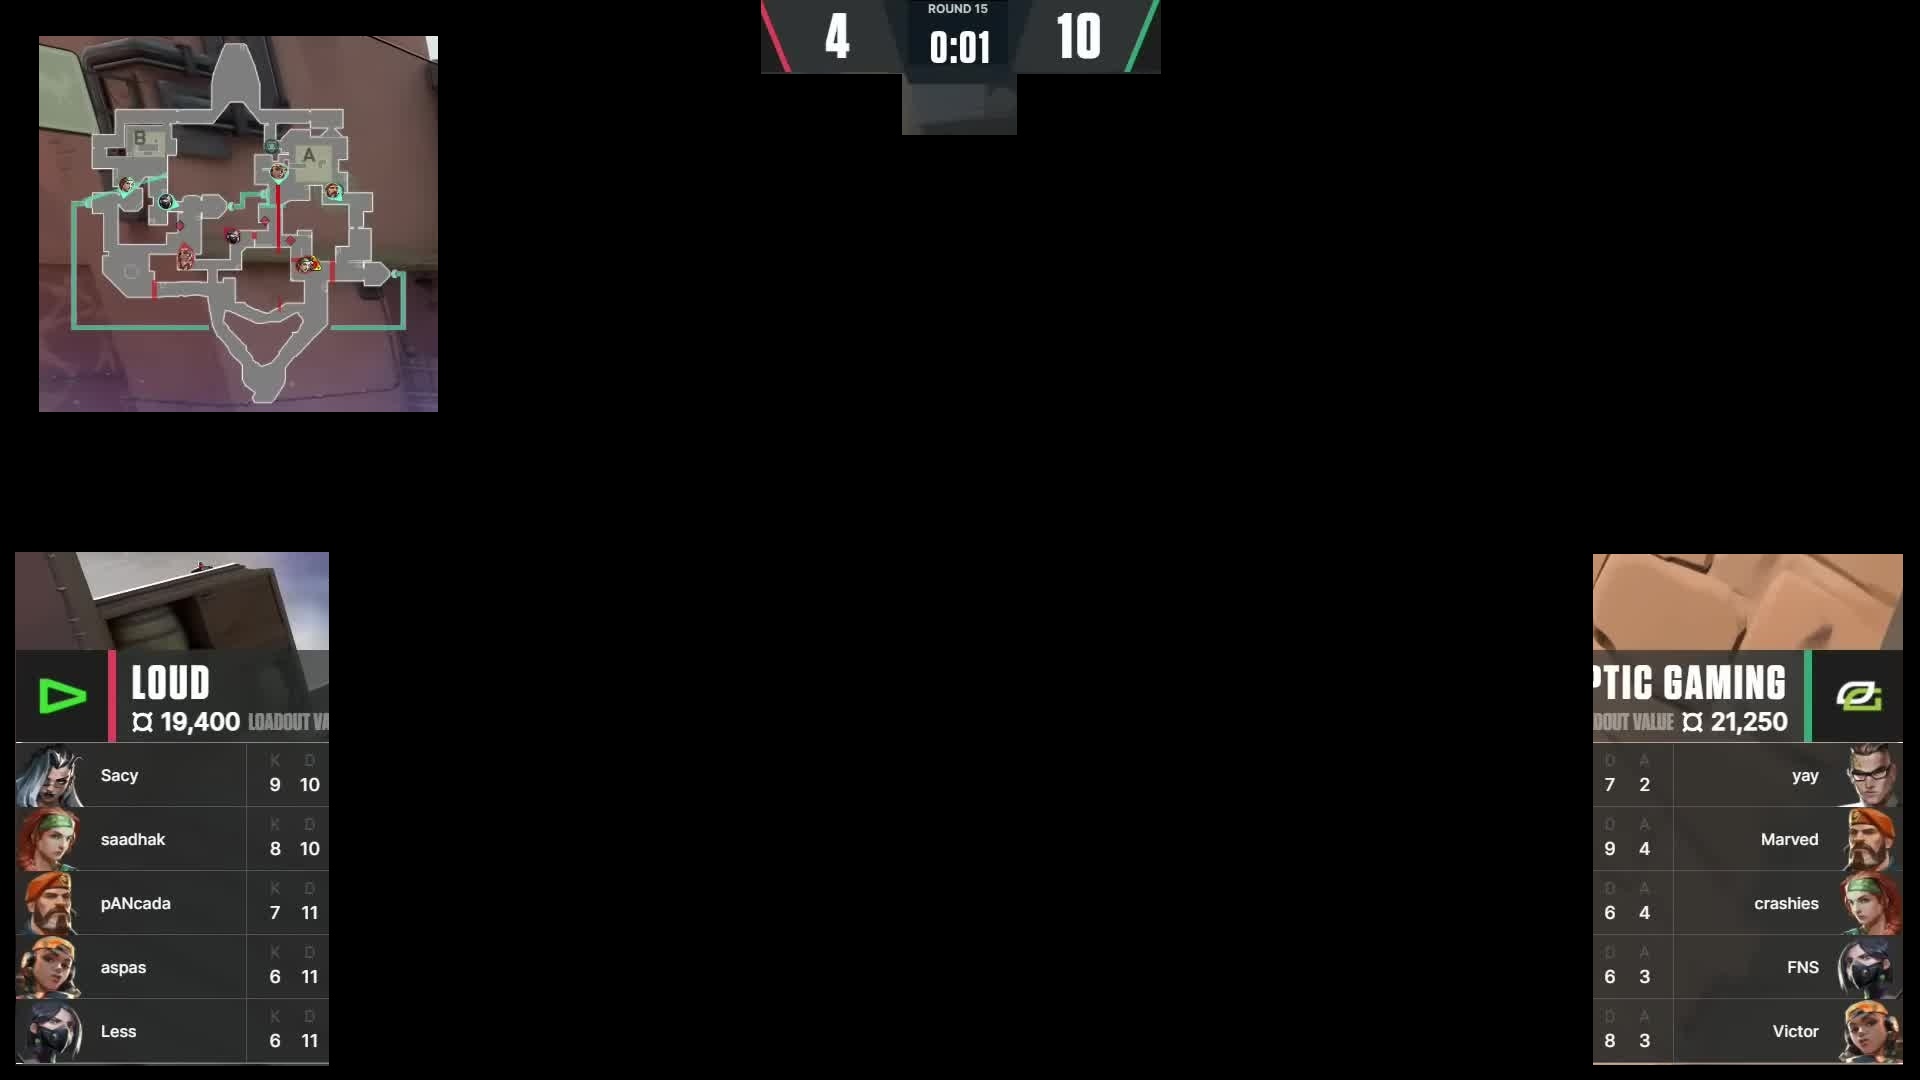 ROUND 15
4
0:01
10
B
A
LOUD
¤ 19,400 LOADOUT VA
K D
Sacy
9 10
K D
saadhak
8 10
K D
pANcada
7 11
K D
aspas
6 11
K D
Less
6 11
PTIC GAMING
DOUT VALUE ¤ 21,250
D A
7 2
yay
D A
9 4
Marved
D A
6 4
crashies
D A
6 3
FNS
D A
8 3
Victor